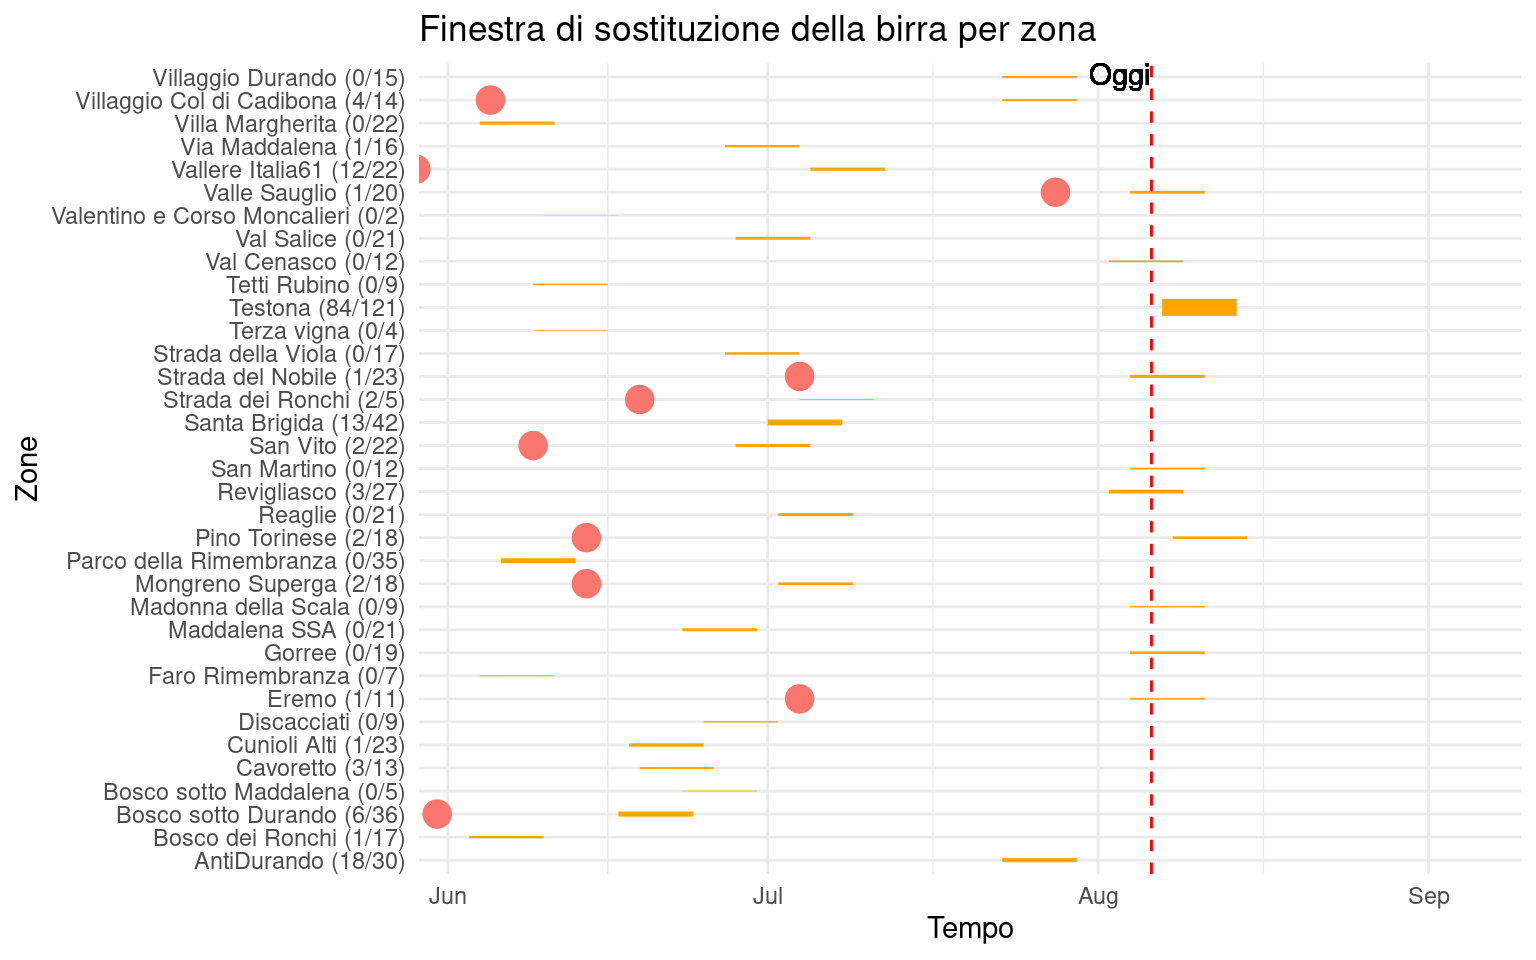 Finestra di sostituzione della birra per zona
Oggi
Villaggio Durando (0/15)
Villaggio Col di Cadibona (4/14)
Villa Margherita (0/22)
Via Maddalena (1/16)
Vallere Italia61 (12/22)
Valle Sauglio (1/20)
Valentino e Corso Moncalieri (0/2)
Val Salice (0/21)
Val Cenasco (0/12)
Tetti Rubino (0/9)
Testona (84/121)
Terza vigna (0/4)
Strada della Viola (0/17)
Strada del Nobile (1/23)
Strada dei Ronchi (2/5)
Santa Brigida (13/42)
San Vito (2/22)
San Martino (0/12)
Revigliasco (3/27)
Reaglie (0/21)
Pino Torinese (2/18)
Parco della Rimembranza (0/35)
Mongreno Superga (2/18)
Madonna della Scala (0/9)
Maddalena SSA (0/21)
Gorree (0/19)
Faro Rimembranza (0/7)
Eremo (1/11)
Discacciati (0/9)
Cunioli Alti (1/23)
Cavoretto (3/13)
Bosco sotto Maddalena (0/5)
Bosco sotto Durando (6/36)
Bosco dei Ronchi (1/17)
AntiDurando (18/30)
Zone
Jun Jul Aug Sep
Tempo